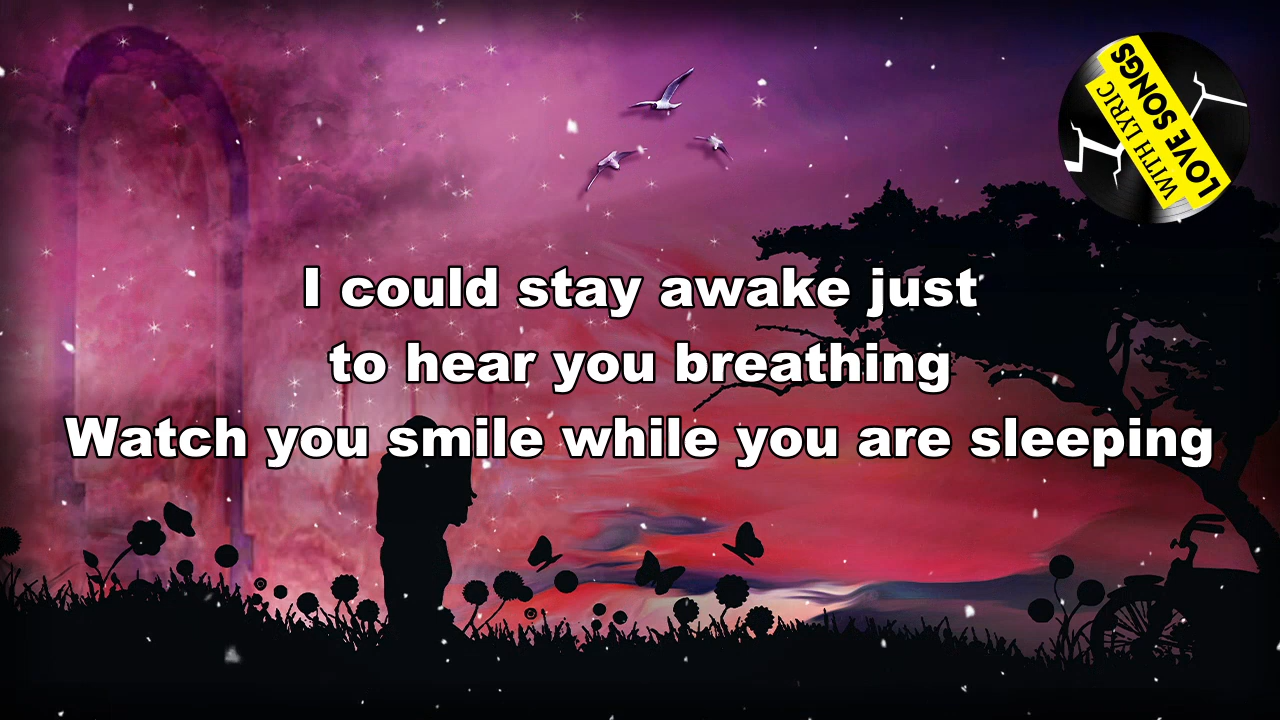 WITH LYRIC
LOVE SONGS
I could stay awake just
to hear you breathing
Watch you smile while you are sleeping